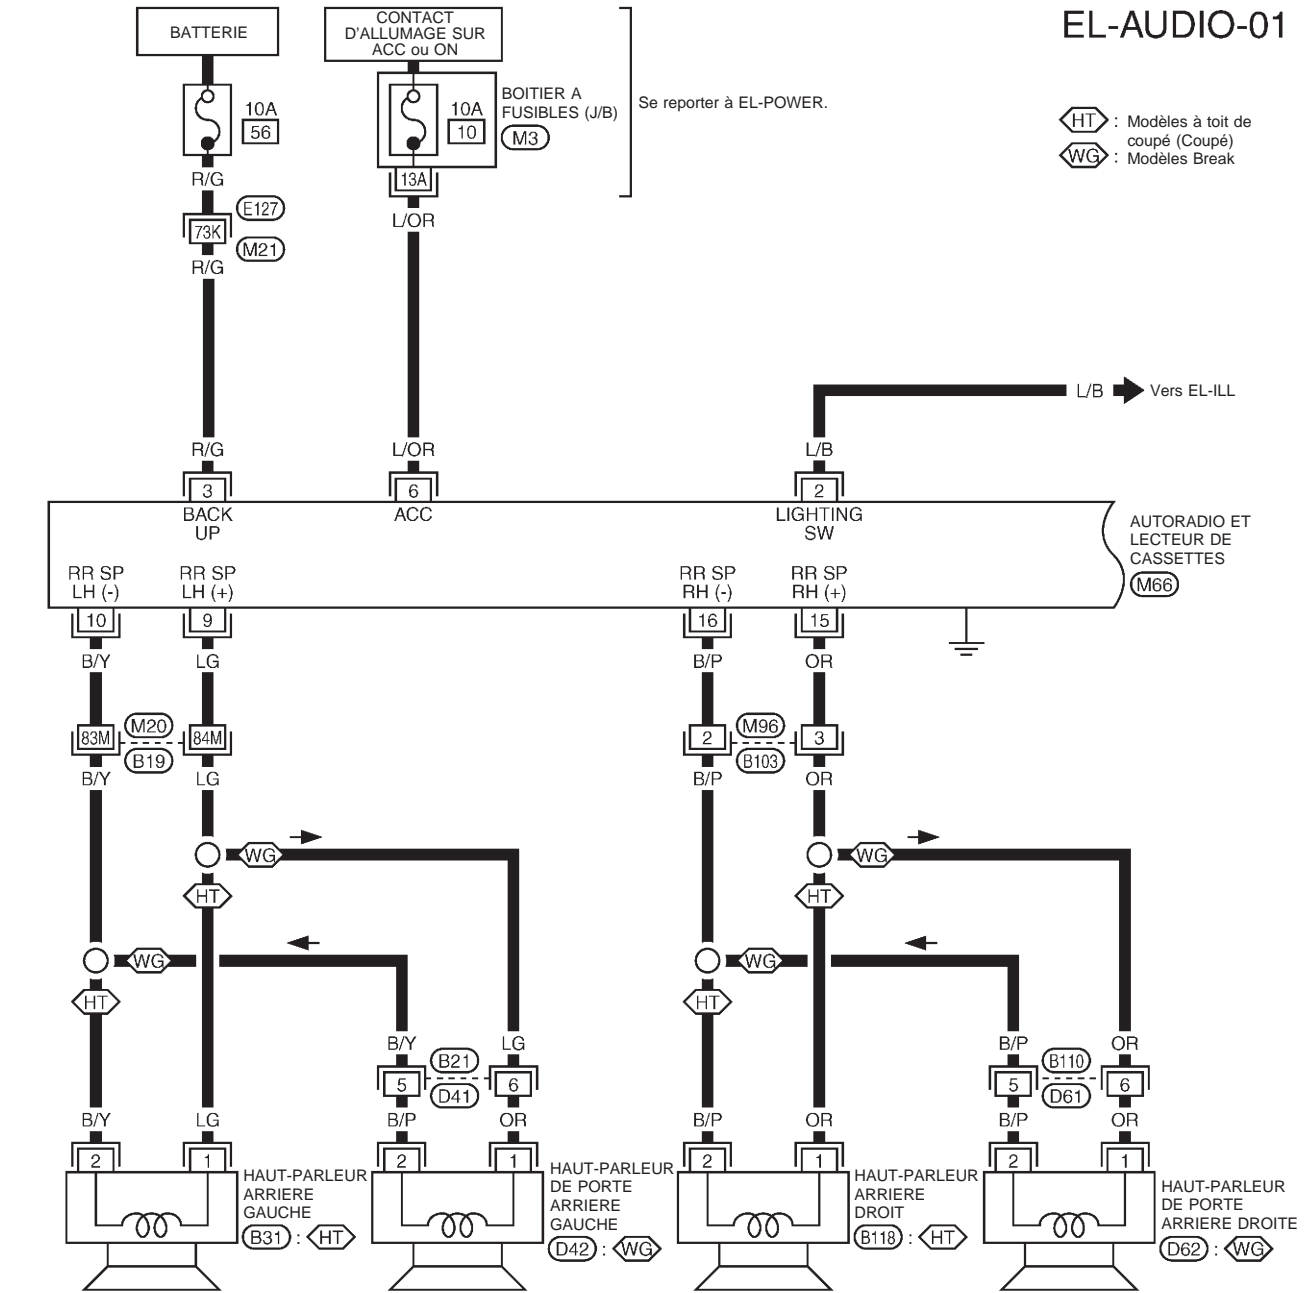 EL-AUDIO-01
BATTERIE
CONTACT
D'ALLUMAGE SUR
ACC ou ON
10A
56
10A
10
BOITIER A
FUSIBLES (J/B)
M3
Se reporter à EL-POWER.
HT : Modèles à toit de
coupé (Coupé)
WG : Modèles Break
R/G
13A
E127
73K
M21
L/OR
R/G
L/B
Vers EL-ILL
R/G
L/OR
L/B
3
6
2
BACK
UP
ACC
LIGHTING
SW
AUTORADIO ET
LECTEUR DE
CASSETTES
M66
RR SP
LH (-)
RR SP
LH (+)
RR SP
RH (-)
RR SP
RH (+)
10
9
16
15
B/Y
LG
B/P
OR
83M
M20
B19
84M
2
M96
B103
3
B/Y
LG
B/P
OR
WG
WG
HT
HT
WG
WG
HT
HT
B/Y
LG
B/P
OR
5
B21
D41
6
5
B110
D61
6
B/Y
LG
B/P
OR
B/P
OR
B/P
OR
2
1
2
1
2
1
2
1
HAUT-PARLEUR
ARRIERE
GAUCHE
B31 : HT
HAUT-PARLEUR
DE PORTE
ARRIERE
GAUCHE
D42 : WG
HAUT-PARLEUR
ARRIERE
DROIT
B118 : HT
HAUT-PARLEUR
DE PORTE
ARRIERE DROITE
D62 : WG